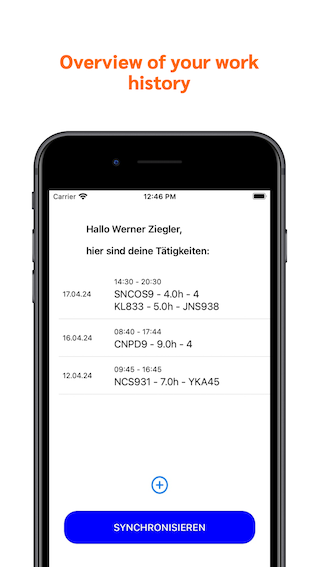 Overview of your work
history
Carrier
12:46 PM
Hallo Werner Ziegler,
hier sind deine Tätigkeiten:
14:30 - 20:30
17.04.24
SNCOS9 - 4.0h - 4
KL833 - 5.0h - JNS938
08:40 - 17:44
16.04.24
CNPD9 - 9.0h - 4
09:45 - 16:45
12.04.24
NCS931 - 7.0h - YKA45
SYNCHRONISIEREN